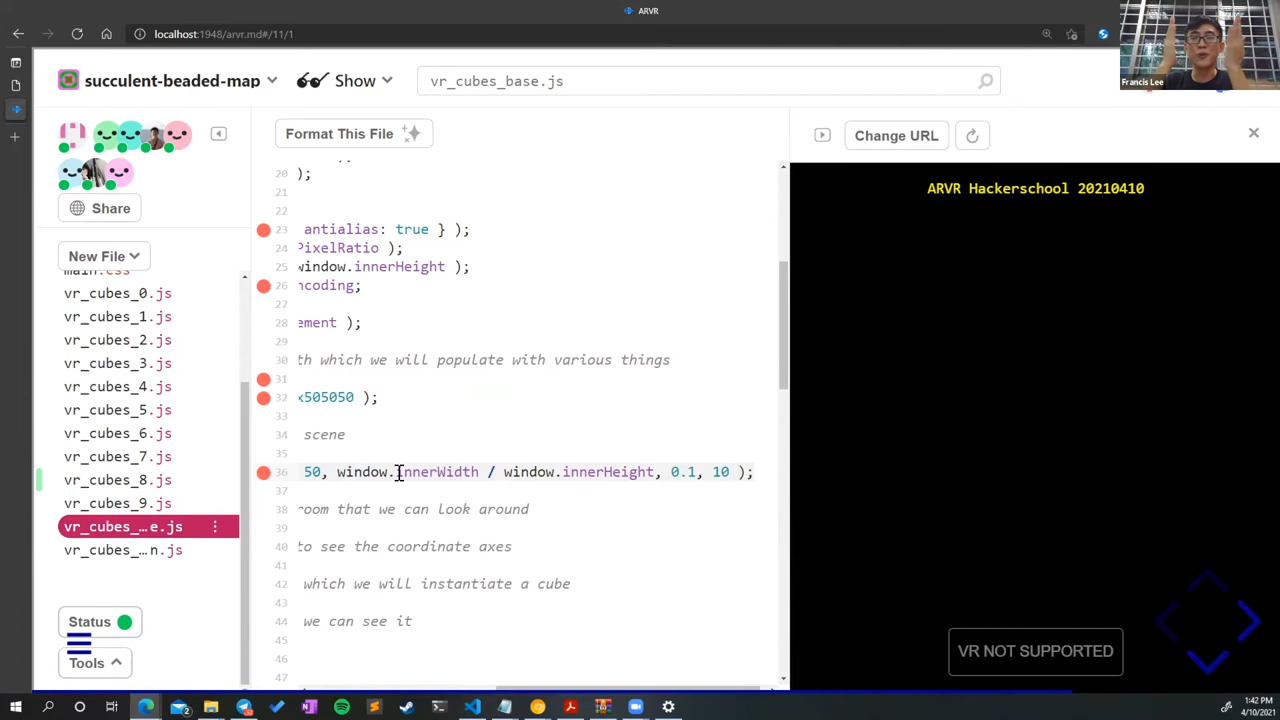 ARVR
localhost:1948/arvr.md#/11/1
Francis Lee
succulent-beaded-map
Show
vr_cubes_base.js
Format This File
Change URL
Share
New File
main.css
vr_cubes_0.js
vr_cubes_1.js
vr_cubes_2.js
vr_cubes_3.js
vr_cubes_4.js
vr_cubes_5.js
vr_cubes_6.js
vr_cubes_7.js
vr_cubes_8.js
vr_cubes_9.js
vr_cubes_…e.js
vr_cubes_…n.js
Status
Tools
20 );
21
22
23 antialias: true } );
24 PixelRatio );
25 window.innerHeight );
26 ncoding;
27
28 ement );
29
30 th which we will populate with various things
31
32 x505050 );
33
34 scene
35
36 50, window.innerWidth / window.innerHeight, 0.1, 10 );
37
38 room that we can look around
39
40 to see the coordinate axes
41
42 which we will instantiate a cube
43
44 we can see it
45
46
47
ARVR Hackerschool 20210410
VR NOT SUPPORTED
1:42 PM
4/10/2021